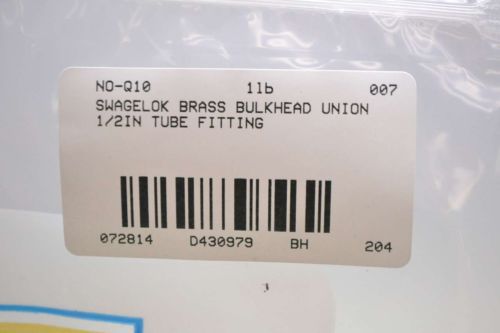 NO-Q10 1lb 007
SWAGELOK BRASS BULKHEAD UNION
1/2IN TUBE FITTING
072814 D430979 BH 204